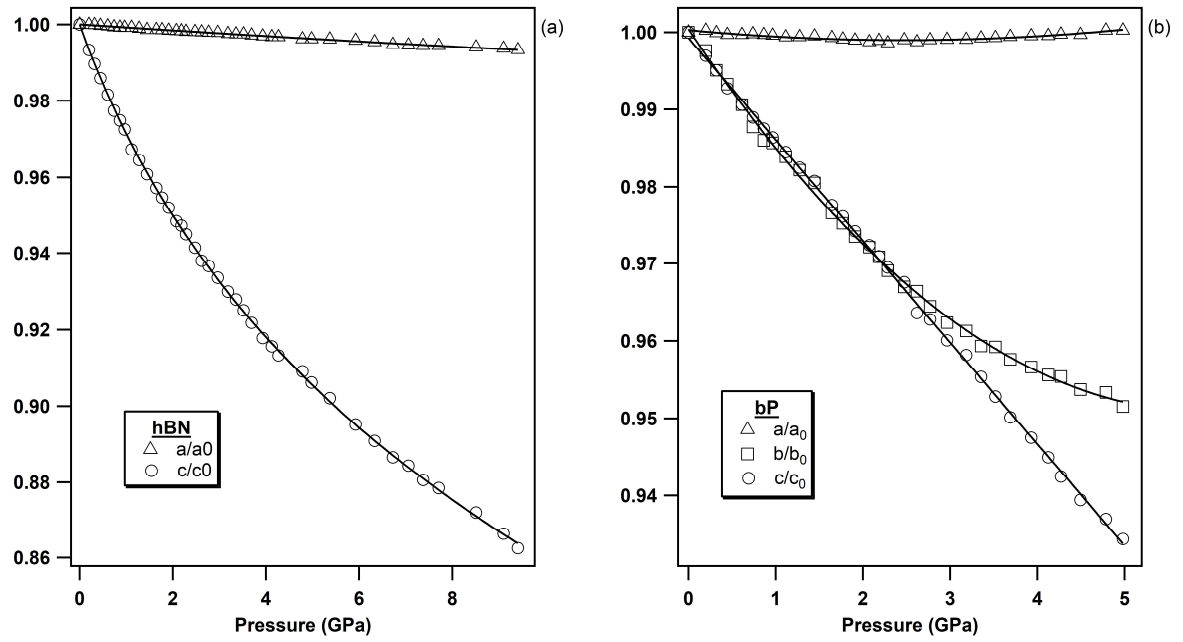 1.00
0.98
0.96
0.94
0.92
0.90
0.88
0.86
0 2 4 6 8
Pressure (GPa)
(a)
hBN
a/a0
c/c0
1.00
0.99
0.98
0.97
0.96
0.95
0.94
0 1 2 3 4 5
Pressure (GPa)
(b)
bP
a/a₀
b/b₀
c/c₀